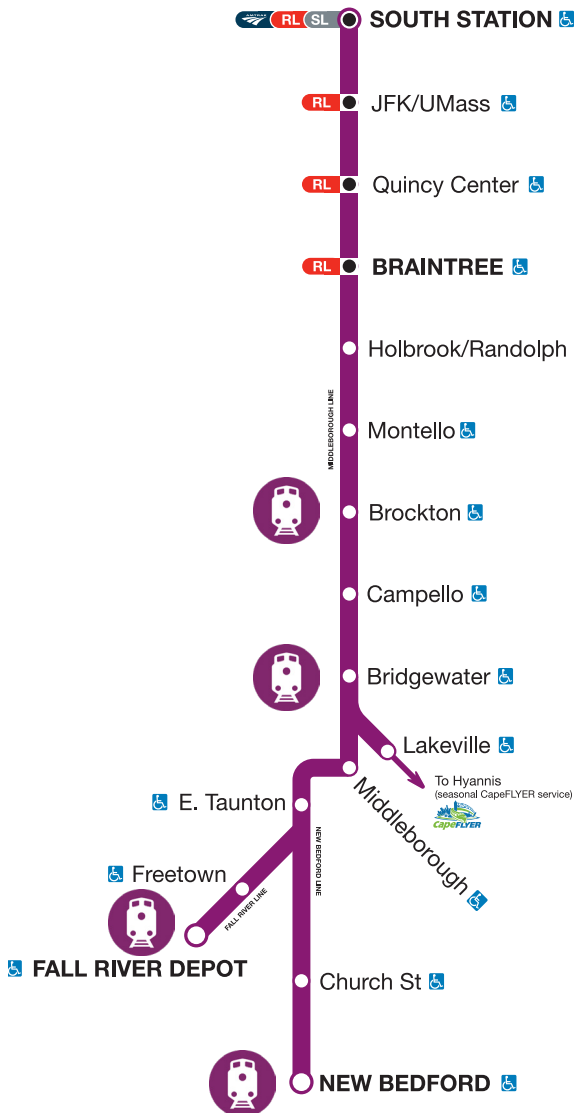 AMTRAK RL SL SOUTH STATION
RL JFK/UMass
RL Quincy Center
RL BRAINTREE
Holbrook/Randolph
MIDDLEBOROUGH LINE
Montello
Brockton
Campello
Bridgewater
Lakeville
To Hyannis
(seasonal CapeFLYER service)
CapeFLYER
Middleborough
E. Taunton
NEW BEDFORD LINE
Freetown
FALL RIVER LINE
FALL RIVER DEPOT
Church St
NEW BEDFORD